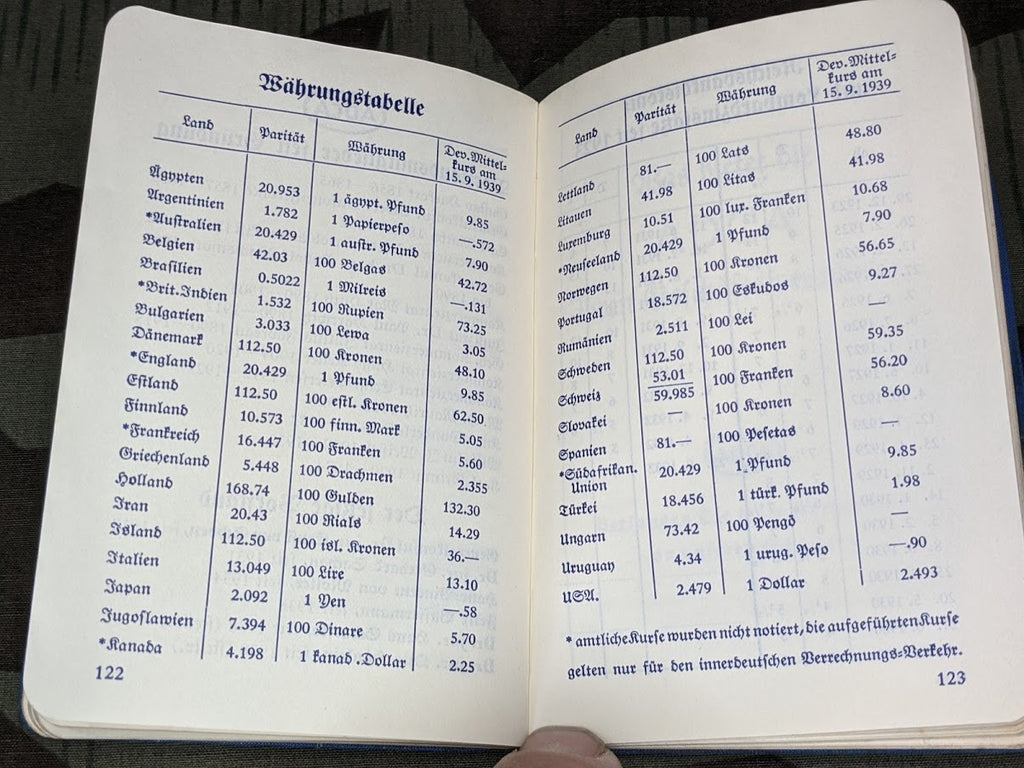 Währungstabelle
Land Parität Währung Dev.Mittel=
kurs am
15. 9. 1939
Ägypten 20.953 1 ägypt. Pfund 9.85
Argentinien 1.782 1 Papierpeso —.572
*Australien 20.429 1 austr. Pfund 7.90
Belgien 42.03 100 Belgas 42.72
Brasilien 0.5022 1 Milreis —.131
*Brit.Indien 1.532 100 Rupien 73.25
Bulgarien 3.033 100 Lewa 3.05
Dänemark 112.50 100 Kronen 48.10
*England 20.429 1 Pfund 9.85
Estland 112.50 100 estl. Kronen 62.50
Finnland 10.573 100 finn. Mark 5.05
*Frankreich 16.447 100 Franken 5.60
Griechenland 5.448 100 Drachmen 2.355
Holland 168.74 100 Gulden 132.30
Iran 20.43 100 Rials 14.29
Island 112.50 100 isl. Kronen 36.—
Italien 13.049 100 Lire 13.10
Japan 2.092 1 Yen —.58
Jugoslawien 7.394 100 Dinare 5.70
*Kanada 4.198 1 kanad.Dollar 2.25
122
Land Parität Währung Dev.Mittel=
kurs am
15. 9. 1939
Lettland 81.— 100 Lats 48.80
Litauen 41.98 100 Litas 41.98
Luxemburg 10.51 100 lux. Franken 10.68
*Neuseeland 20.429 1 Pfund 7.90
Norwegen 112.50 100 Kronen 56.65
Portugal 18.572 100 Eskudos 9.27
Rumänien 2.511 100 Lei —
Schweden 112.50 100 Kronen 59.35
Schweiz 53.01 100 Franken 56.20
59.985
Slovakei — 100 Kronen 8.60
Spanien 81.— 100 Pesetas —
*Südafrikan.
Union 20.429 1 Pfund 9.85
Türkei 18.456 1 türk. Pfund 1.98
Ungarn 73.42 100 Pengö —
Uruguay 4.34 1 urug. Peso —.90
USA. 2.479 1 Dollar 2.493
* amtliche Kurse wurden nicht notiert, die aufgeführten Kurse
gelten nur für den innerdeutschen Verrechnungs=Verkehr.
123